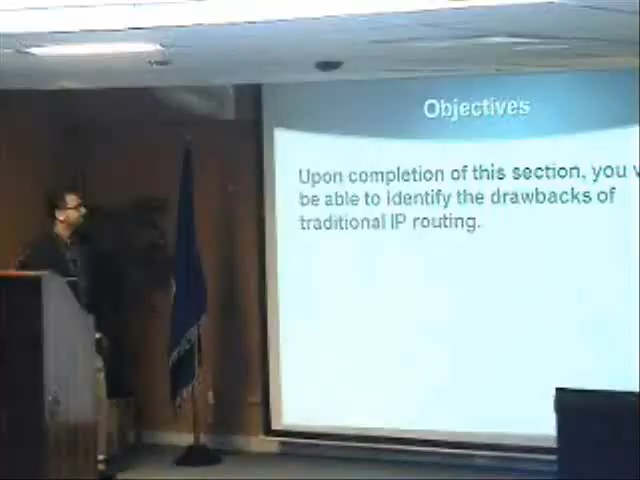 Objectives
Upon completion of this section, you
be able to identify the drawbacks of
traditional IP routing.